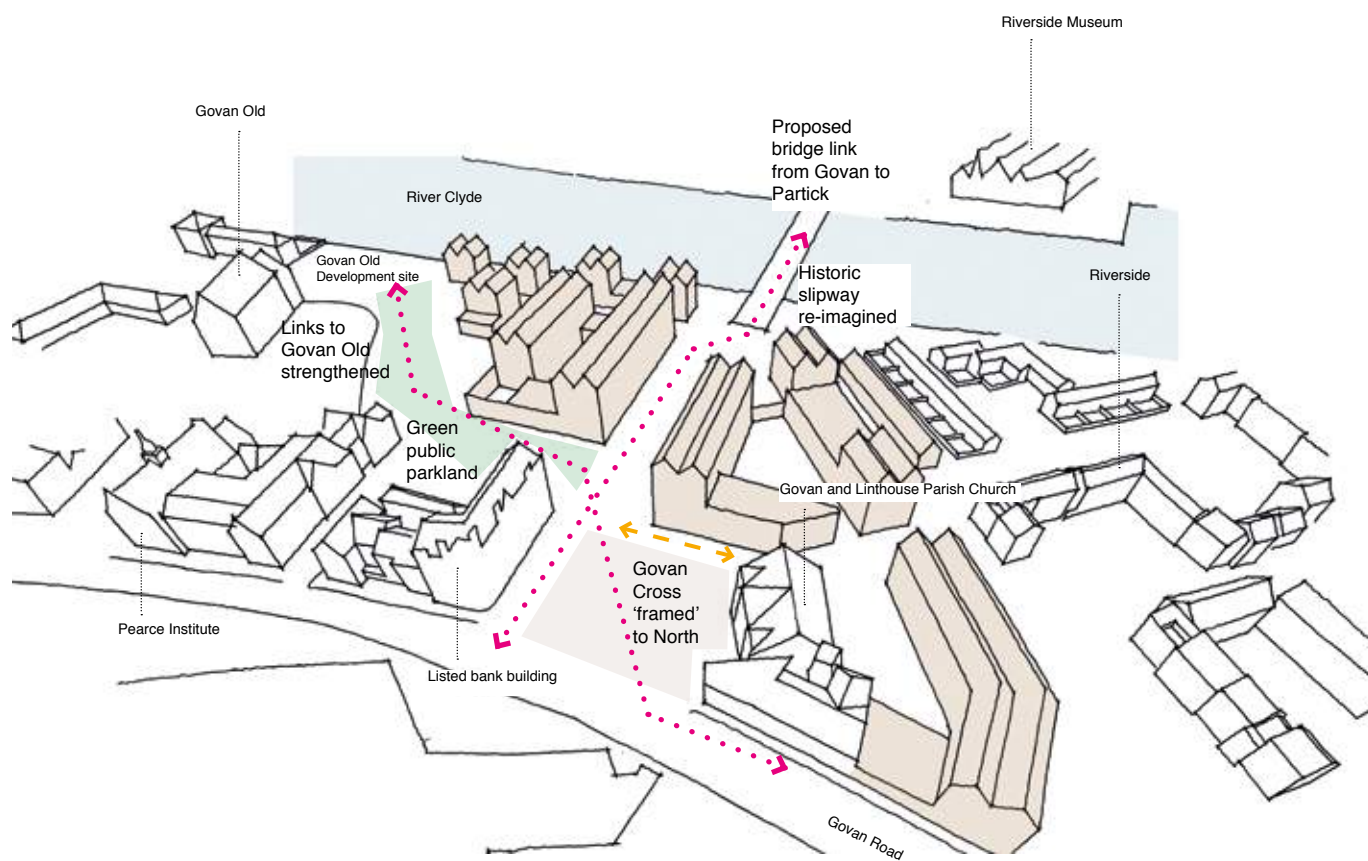 Riverside Museum
Govan Old
Proposed
bridge link
from Govan to
Partick
River Clyde
Govan Old
Development site
Historic
slipway
re-imagined
Riverside
Links to
Govan Old
strengthened
Green
public
parkland
Govan and Linthouse Parish Church
Govan
Cross
‘framed’
to North
Pearce Institute
Listed bank building
Govan Road